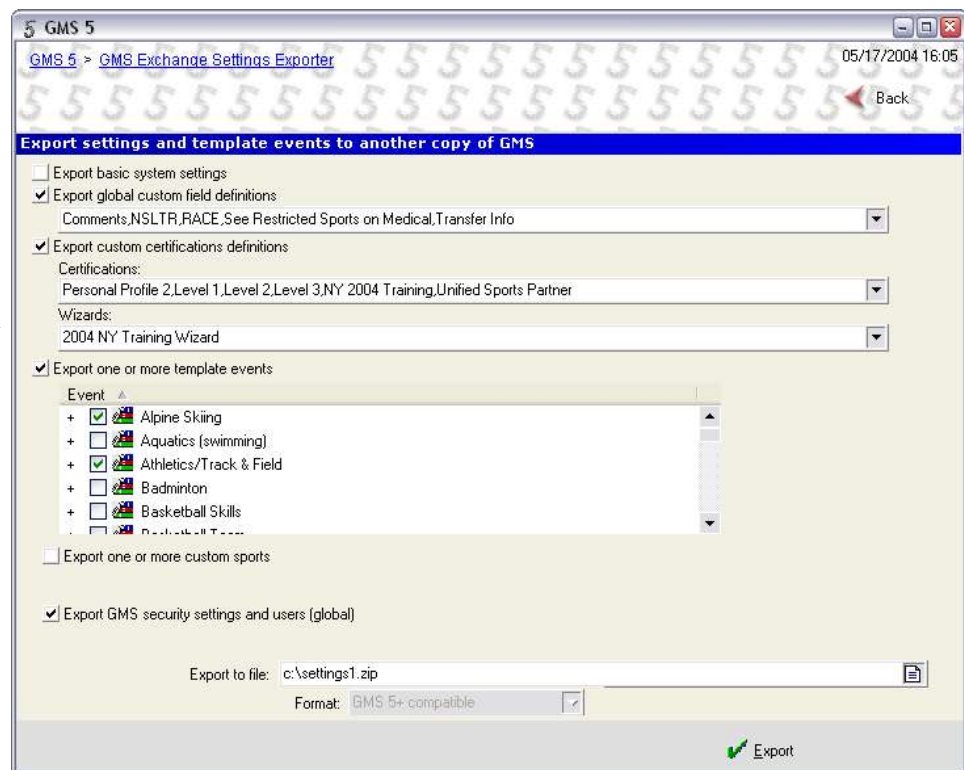 GMS 5
GMS 5 > GMS Exchange Settings Exporter
05/17/2004 16:05
Back
Export settings and template events to another copy of GMS
Export basic system settings
Export global custom field definitions
Comments,NSLTR,RACE,See Restricted Sports on Medical,Transfer Info
Export custom certifications definitions
Certifications:
Personal Profile 2,Level 1,Level 2,Level 3,NY 2004 Training,Unified Sports Partner
Wizards:
2004 NY Training Wizard
Export one or more template events
Event
+ Alpine Skiing
+ Aquatics (swimming)
+ Athletics/Track & Field
+ Badminton
+ Basketball Skills
+ Basketball Team
Export one or more custom sports
Export GMS security settings and users (global)
Export to file: c:\settings1.zip
Format: GMS 5+ compatible
Export